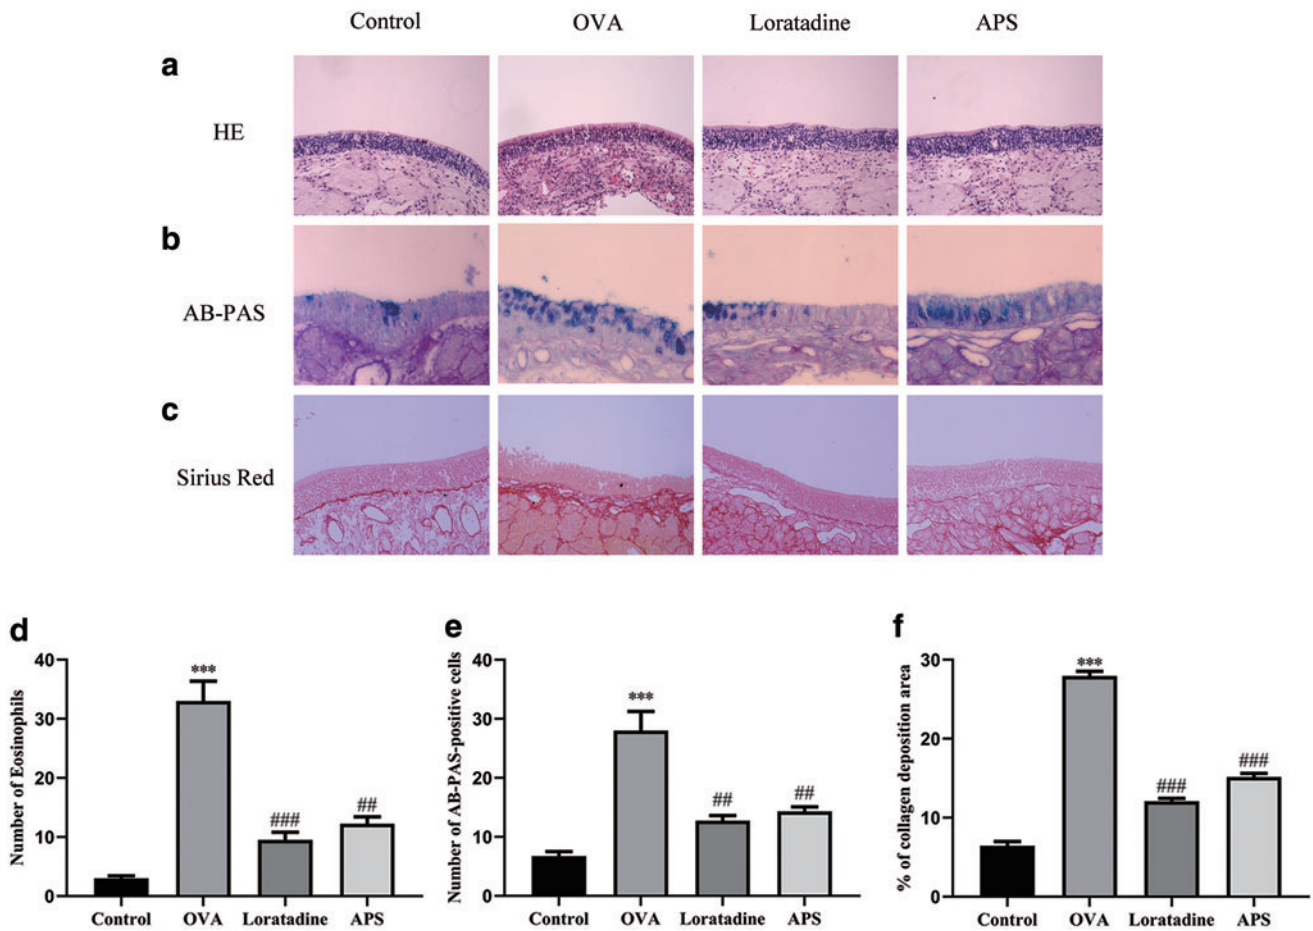 Control OVA Loratadine APS
a
HE
b
AB-PAS
c
Sirius Red
d
Number of Eosinophils
40
30
20
10
0
***
###
##
Control OVA Loratadine APS
e
Number of AB-PAS-positive cells
40
30
20
10
0
***
##
##
Control OVA Loratadine APS
f
% of collagen deposition area
30
20
10
0
***
###
###
Control OVA Loratadine APS